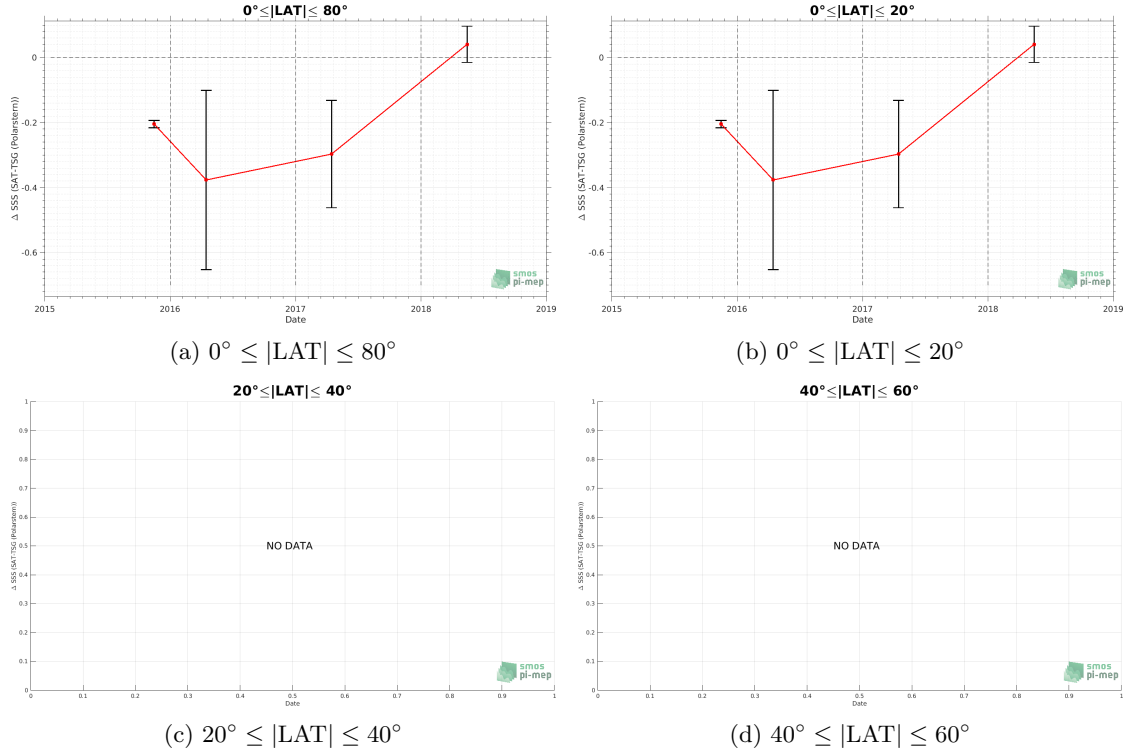 0°≤|LAT|≤ 80°
Δ SSS (SAT-TSG (Polarstern))
0
-0.2
-0.4
-0.6
2015 2016 2017 2018 2019
Date
smos
pi-mep
(a) 0° ≤ |LAT| ≤ 80°
0°≤|LAT|≤ 20°
Δ SSS (SAT-TSG (Polarstern))
0
-0.2
-0.4
-0.6
2015 2016 2017 2018 2019
Date
smos
pi-mep
(b) 0° ≤ |LAT| ≤ 20°
20°≤|LAT|≤ 40°
Δ SSS (SAT-TSG (Polarstern))
1
0.9
0.8
0.7
0.6
0.5
0.4
0.3
0.2
0.1
0
NO DATA
0 0.1 0.2 0.3 0.4 0.5 0.6 0.7 0.8 0.9 1
Date
smos
pi-mep
(c) 20° ≤ |LAT| ≤ 40°
40°≤|LAT|≤ 60°
Δ SSS (SAT-TSG (Polarstern))
1
0.9
0.8
0.7
0.6
0.5
0.4
0.3
0.2
0.1
0
NO DATA
0 0.1 0.2 0.3 0.4 0.5 0.6 0.7 0.8 0.9 1
Date
smos
pi-mep
(d) 40° ≤ |LAT| ≤ 60°